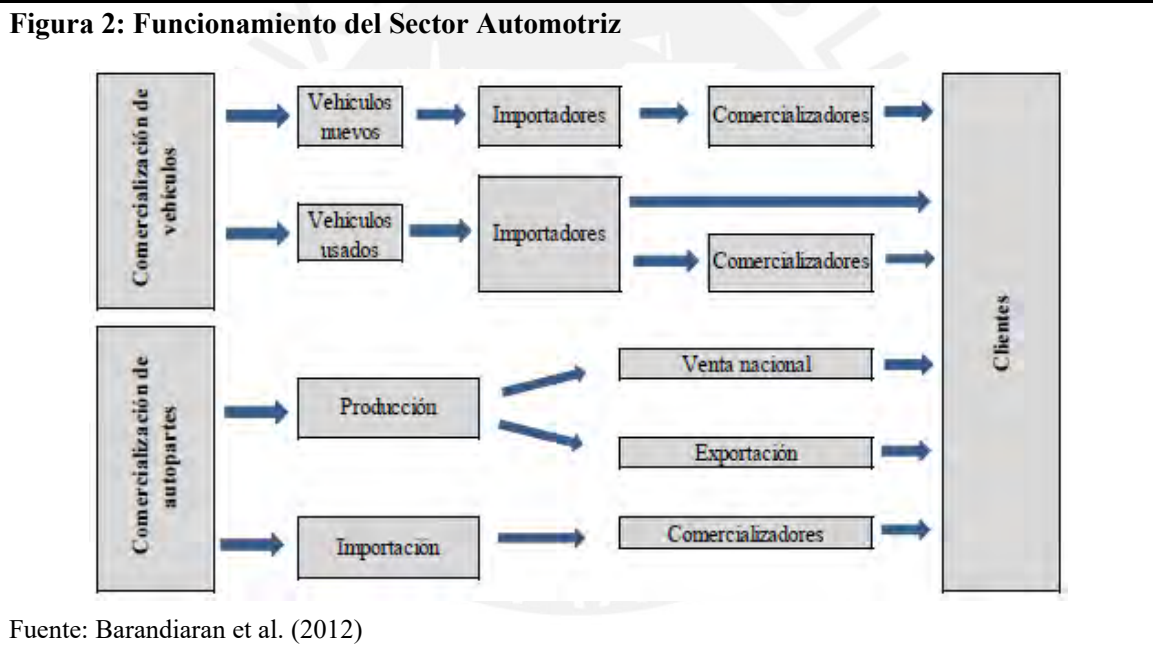 Figura 2: Funcionamiento del Sector Automotriz
Comercialización de
vehículos
Vehículos
nuevos
Importadores
Comercializadores
Vehículos
usados
Importadores
Comercializadores
Comercialización de
autopartes
Producción
Venta nacional
Exportación
Importación
Comercializadores
Clientes
Fuente: Barandiaran et al. (2012)